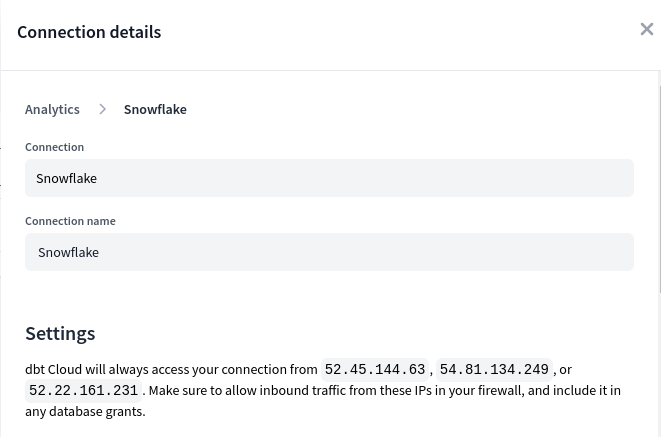 Connection details
Analytics > Snowflake
Connection
Snowflake
Connection name
Snowflake
Settings
dbt Cloud will always access your connection from 52.45.144.63, 54.81.134.249, or
52.22.161.231. Make sure to allow inbound traffic from these IPs in your firewall, and include it in
any database grants.